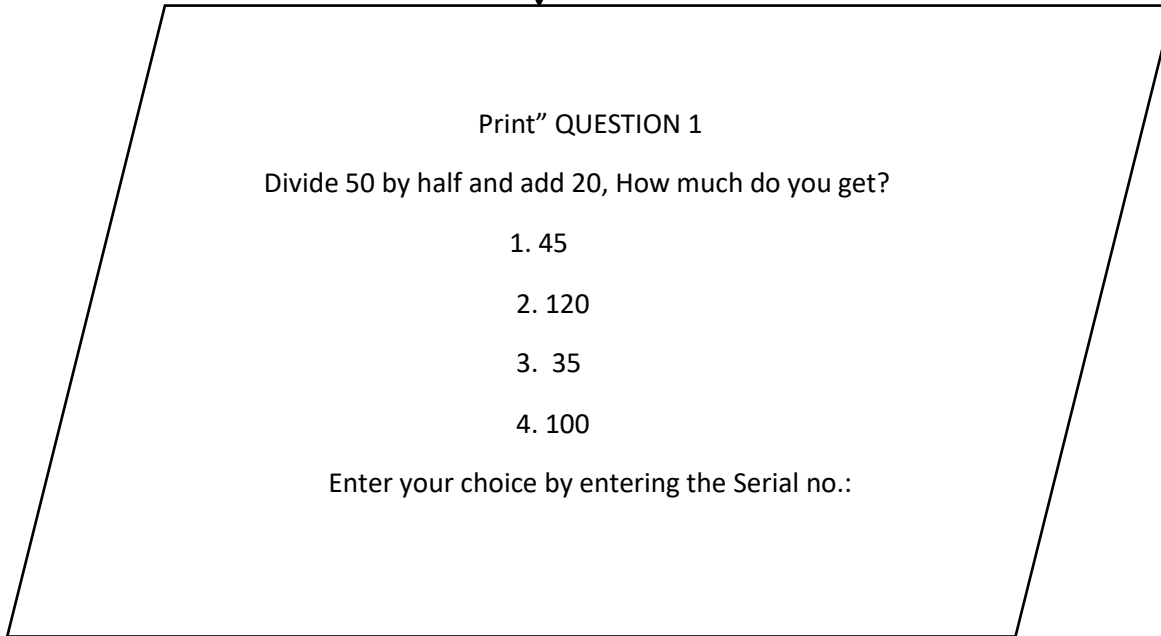 Print” QUESTION 1
Divide 50 by half and add 20, How much do you get?
1. 45
2. 120
3.  35
4. 100
Enter your choice by entering the Serial no.: